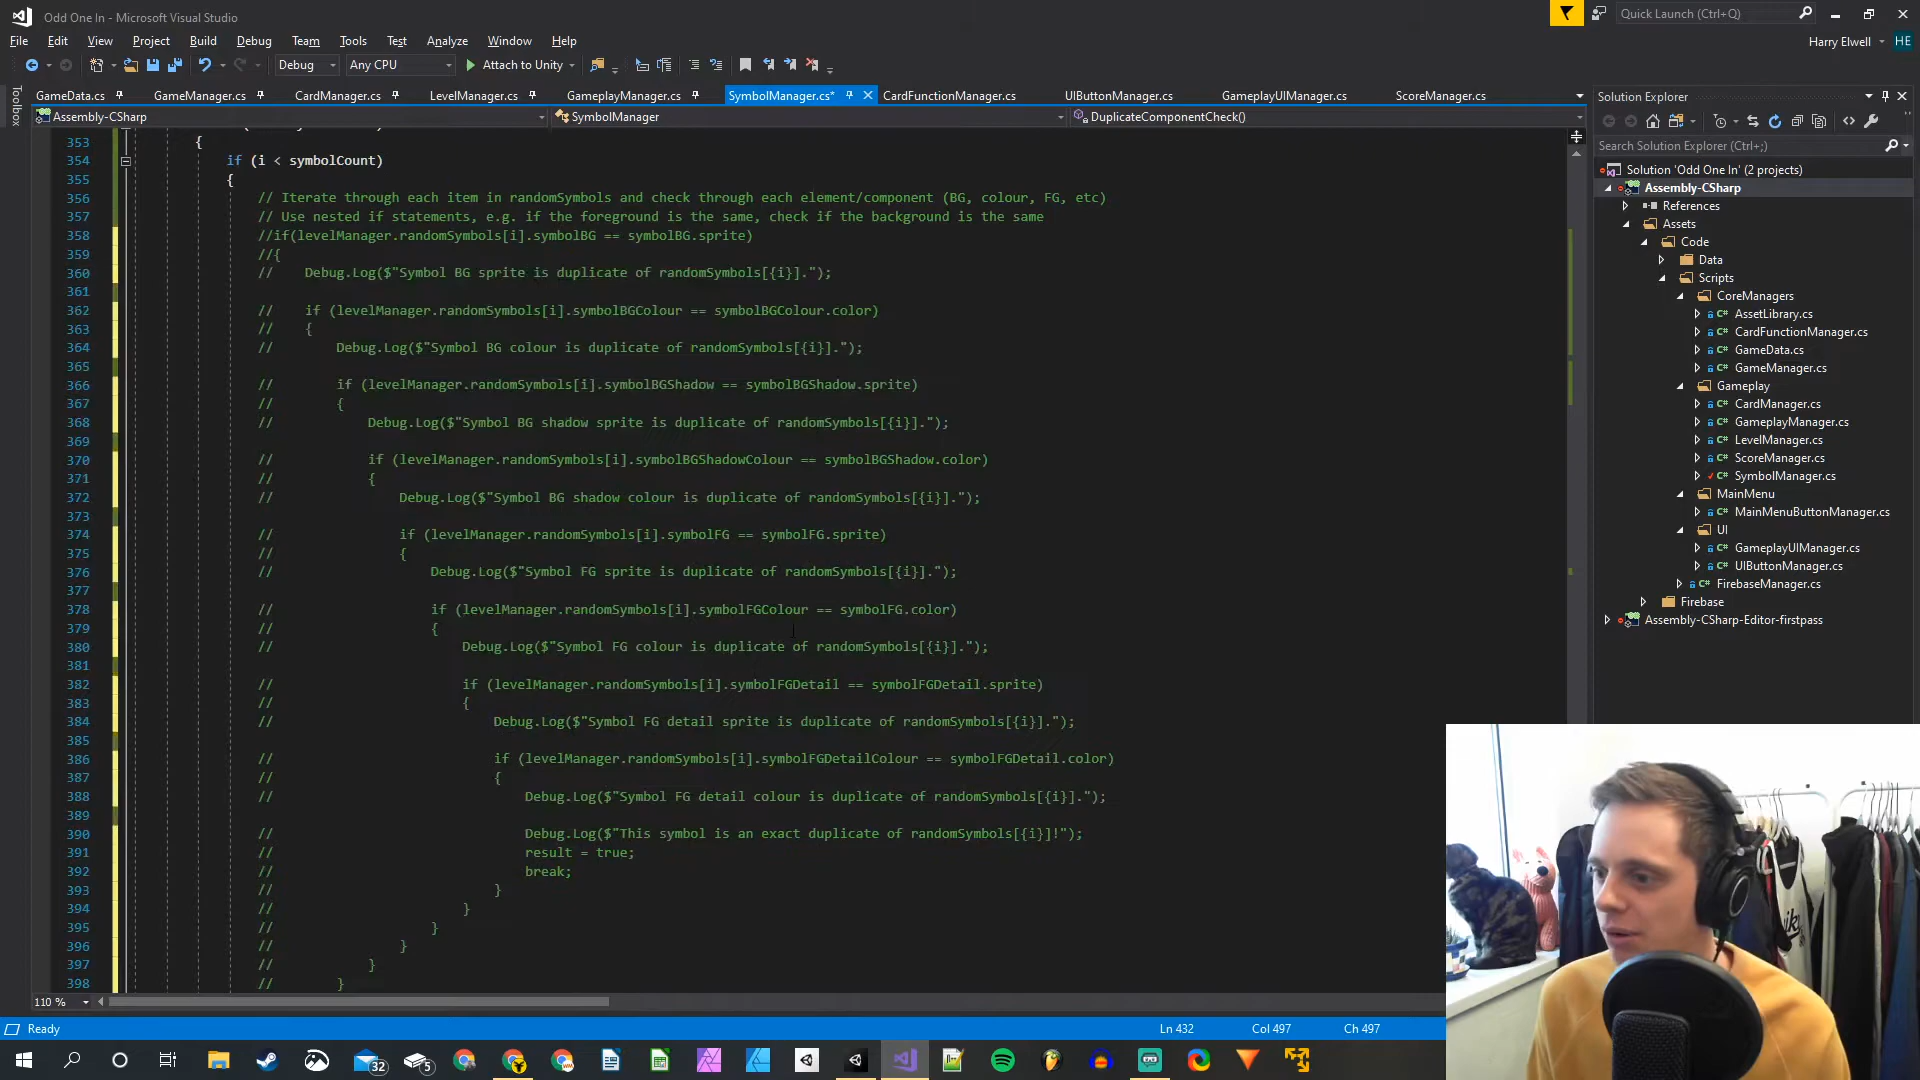 Odd One In - Microsoft Visual Studio
Quick Launch (Ctrl+Q)
File Edit View Project Build Debug Team Tools Test Analyze Window Help
Harry Elwell HE
Debug Any CPU Attach to Unity
Toolbox
GameData.cs GameManager.cs CardManager.cs LevelManager.cs GameplayManager.cs SymbolManager.cs* CardFunctionManager.cs UIButtonManager.cs GameplayUIManager.cs ScoreManager.cs
Assembly-CSharp SymbolManager DuplicateComponentCheck()
353 {
354 if (i < symbolCount)
355 {
356 // Iterate through each item in randomSymbols and check through each element/component (BG, colour, FG, etc)
357 // Use nested if statements, e.g. if the foreground is the same, check if the background is the same
358 //if(levelManager.randomSymbols[i].symbolBG == symbolBG.sprite)
359 //{
360 // Debug.Log($"Symbol BG sprite is duplicate of randomSymbols[{i}].");
361
362 // if (levelManager.randomSymbols[i].symbolBGColour == symbolBGColour.color)
363 // {
364 // Debug.Log($"Symbol BG colour is duplicate of randomSymbols[{i}].");
365
366 // if (levelManager.randomSymbols[i].symbolBGShadow == symbolBGShadow.sprite)
367 // {
368 // Debug.Log($"Symbol BG shadow sprite is duplicate of randomSymbols[{i}].");
369
370 // if (levelManager.randomSymbols[i].symbolBGShadowColour == symbolBGShadow.color)
371 // {
372 // Debug.Log($"Symbol BG shadow colour is duplicate of randomSymbols[{i}].");
373
374 // if (levelManager.randomSymbols[i].symbolFG == symbolFG.sprite)
375 // {
376 // Debug.Log($"Symbol FG sprite is duplicate of randomSymbols[{i}].");
377
378 // if (levelManager.randomSymbols[i].symbolFGColour == symbolFG.color)
379 // {
380 // Debug.Log($"Symbol FG colour is duplicate of randomSymbols[{i}].");
381
382 // if (levelManager.randomSymbols[i].symbolFGDetail == symbolFGDetail.sprite)
383 // {
384 // Debug.Log($"Symbol FG detail sprite is duplicate of randomSymbols[{i}].");
385
386 // if (levelManager.randomSymbols[i].symbolFGDetailColour == symbolFGDetail.color)
387 // {
388 // Debug.Log($"Symbol FG detail colour is duplicate of randomSymbols[{i}].");
389
390 // Debug.Log($"This symbol is an exact duplicate of randomSymbols[{i}]!");
391 // result = true;
392 // break;
393 // }
394 // }
395 // }
396 // }
397 // }
398 // }
110 %
Ready
Ln 432 Col 497 Ch 497
Solution Explorer
Search Solution Explorer (Ctrl+;)
Solution 'Odd One In' (2 projects)
Assembly-CSharp
References
Assets
Code
Data
Scripts
CoreManagers
C# AssetLibrary.cs
C# CardFunctionManager.cs
C# GameData.cs
C# GameManager.cs
Gameplay
C# CardManager.cs
C# GameplayManager.cs
C# LevelManager.cs
C# ScoreManager.cs
C# SymbolManager.cs
MainMenu
C# MainMenuButtonManager.cs
UI
C# GameplayUIManager.cs
C# UIButtonManager.cs
C# FirebaseManager.cs
Firebase
Assembly-CSharp-Editor-firstpass
32
5